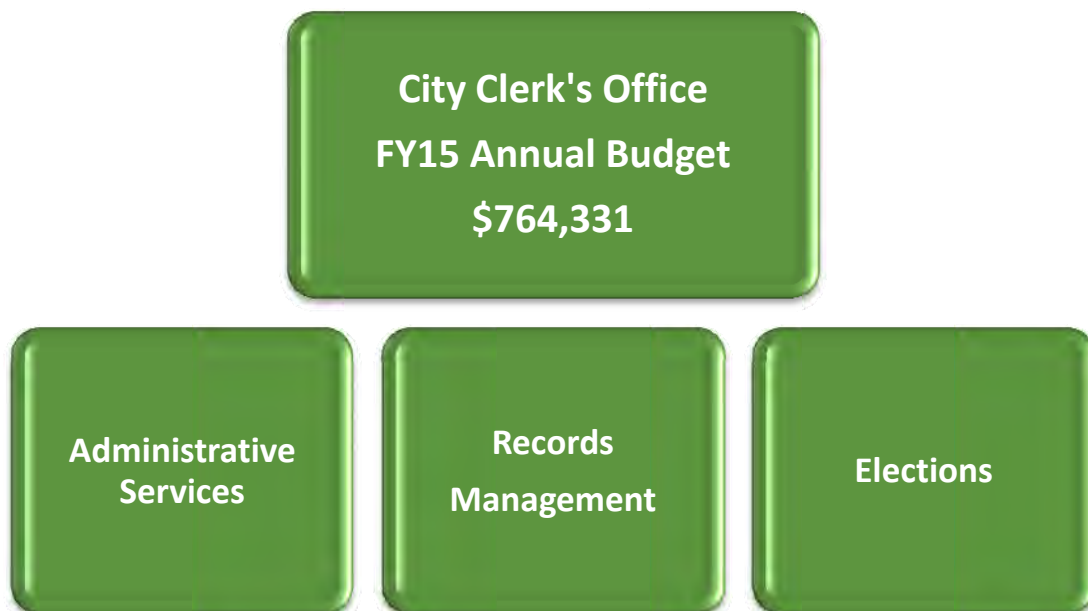 City Clerk's Office
FY15 Annual Budget
$764,331
Administrative
Services
Records
Management
Elections